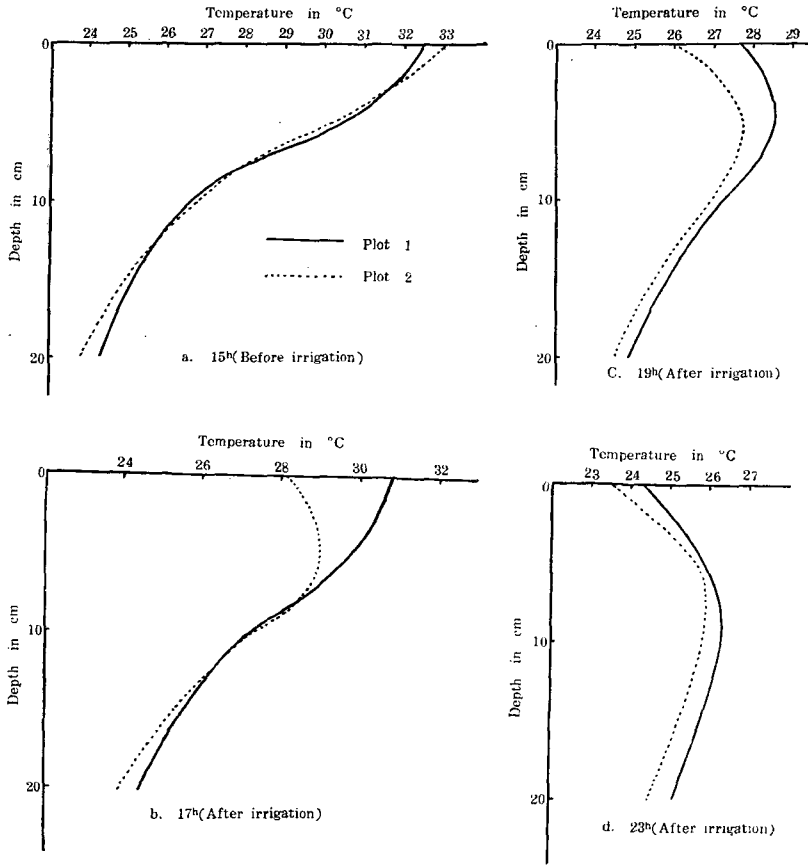 Temperature in °C
24 25 26 27 28 29 30 31 32 33
0
10
20
Depth in cm
Plot 1
Plot 2
a. 15h(Before irrigation)
Temperature in °C
24 25 26 27 28 29
0
10
20
Depth in cm
C. 19h(After irrigation)
Temperature in °C
24 26 28 30 32
0
10
20
Depth in cm
b. 17h(After irrigation)
Temperature in °C
23 24 25 26 27
0
10
20
Depth in cm
d. 23h(After irrigation)